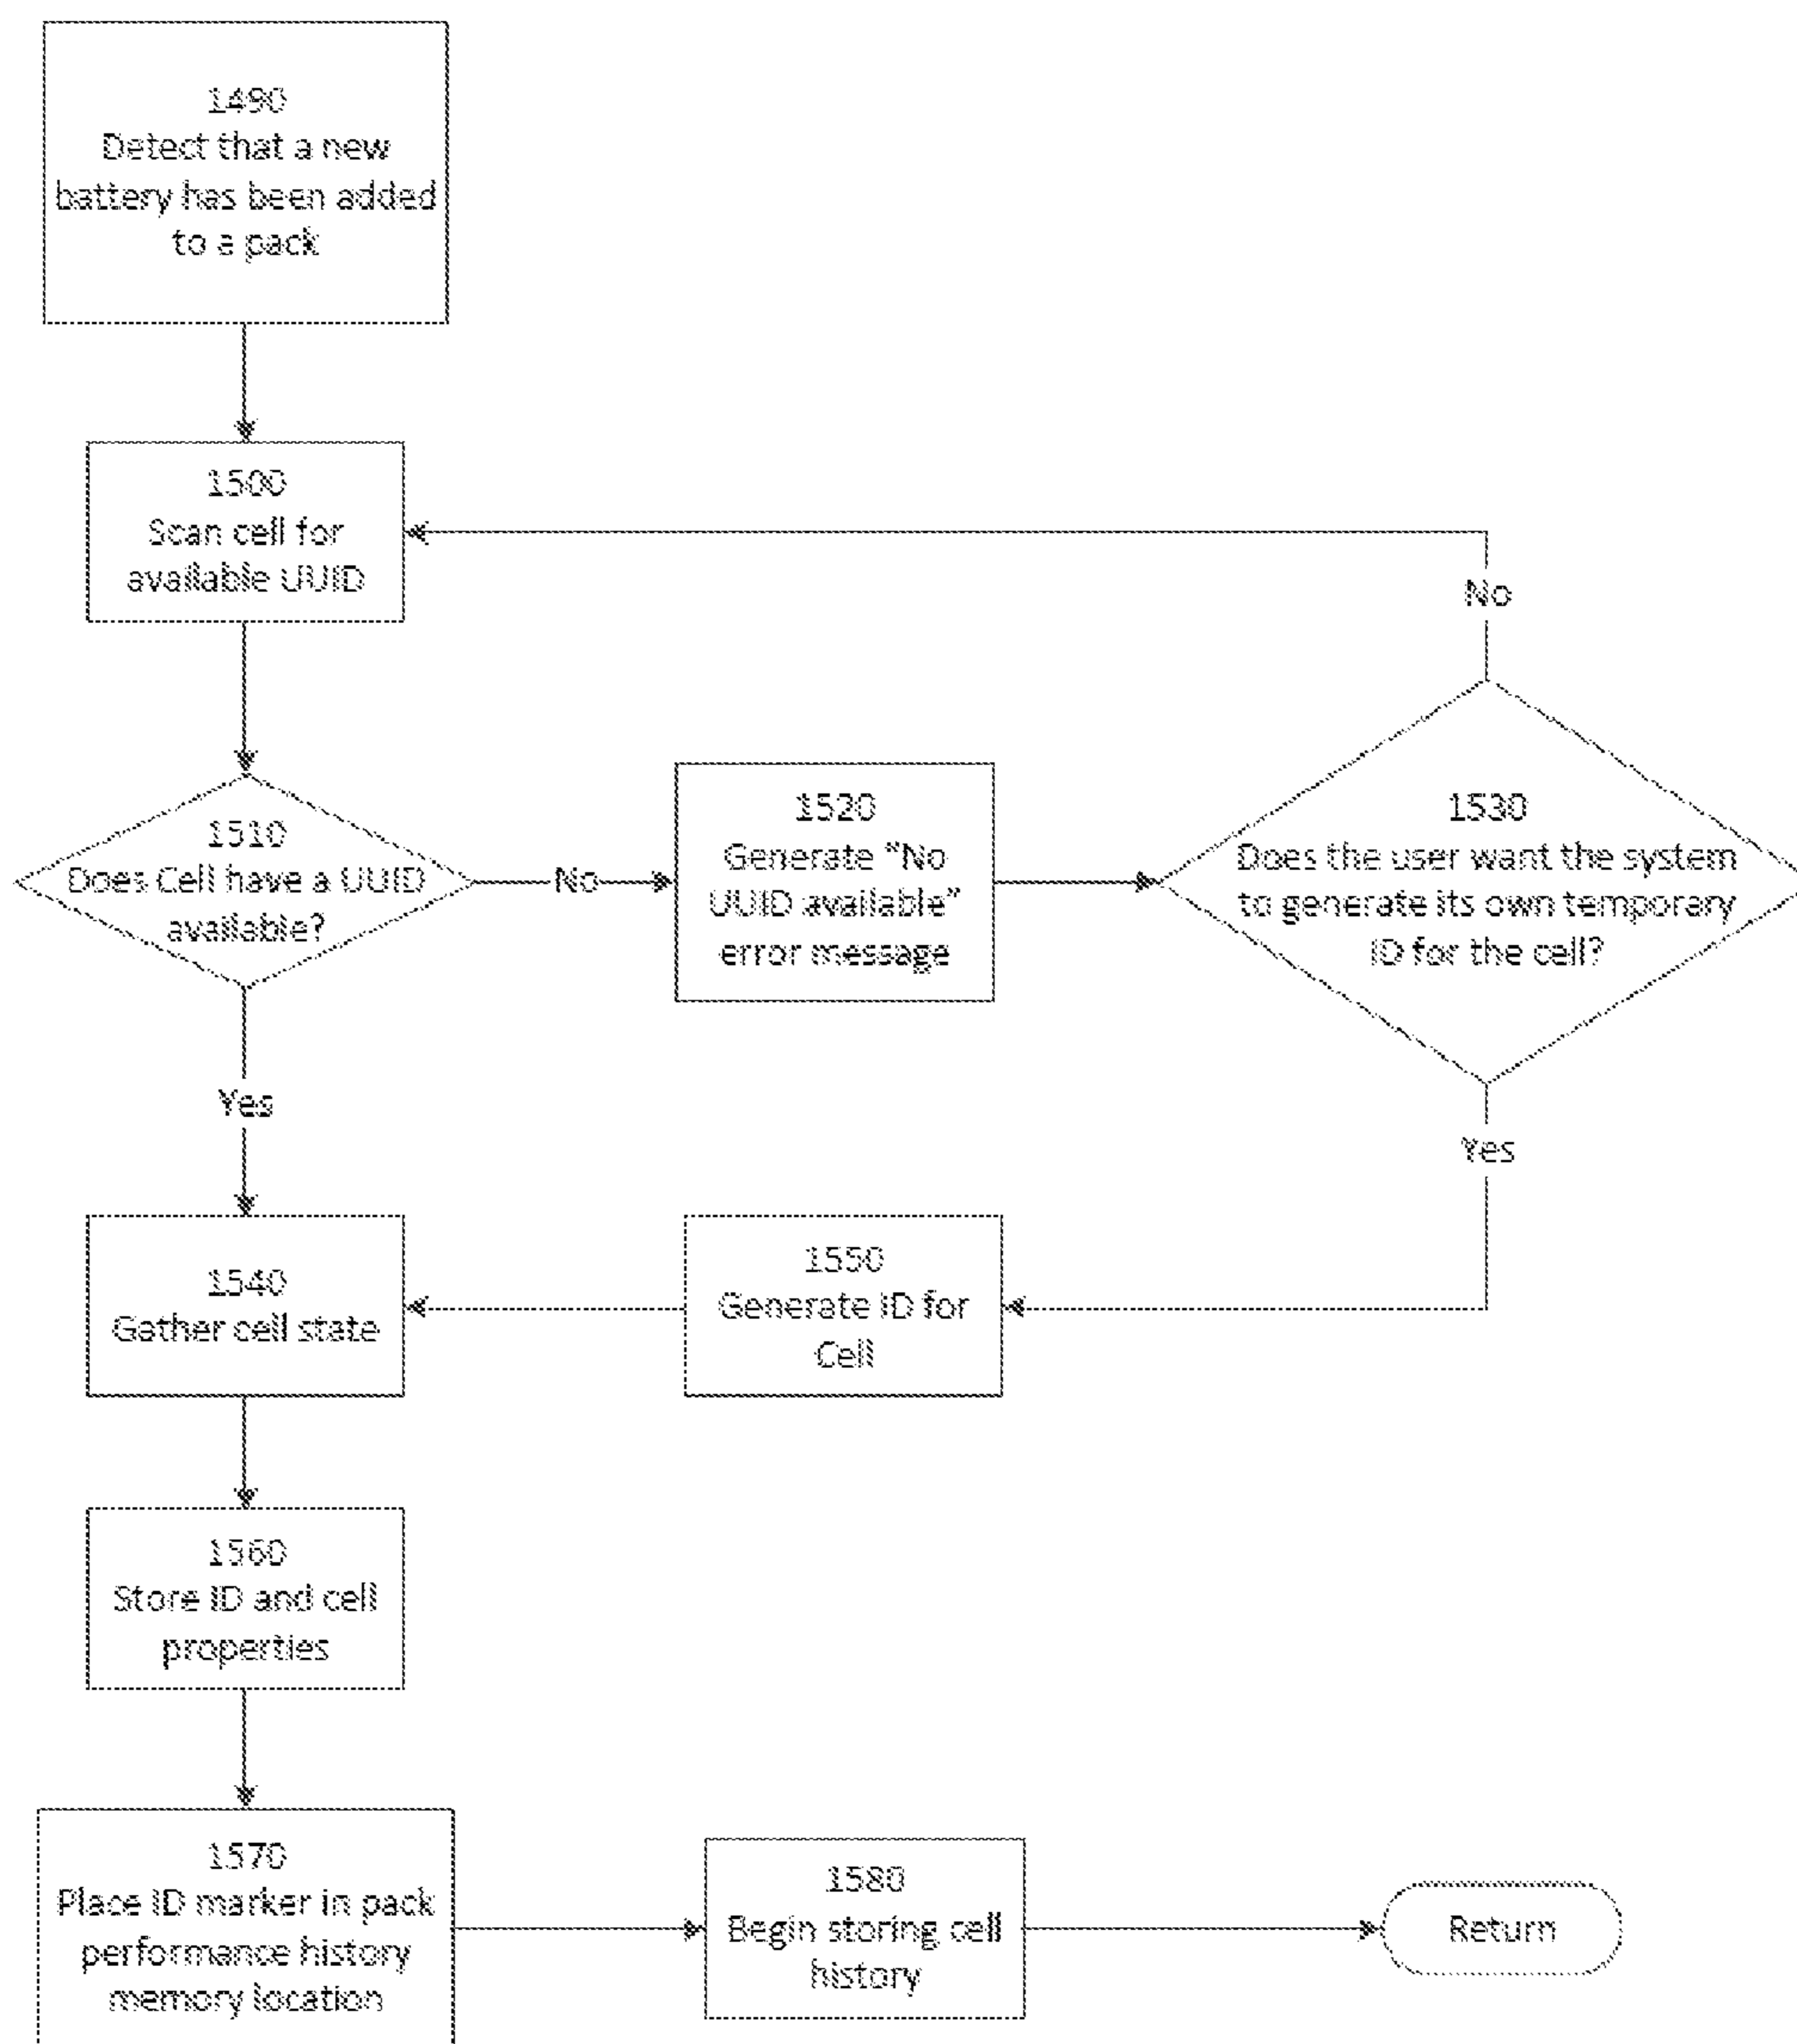 1490
Detect that a new
battery has been added
to a pack
1500
Scan cell for
available UUID
No
1510
Does Cell have a UUID
available?
No
1520
Generate “No
UUID available”
error message
1530
Does the user want the system
to generate its own temporary
ID for the cell?
Yes
Yes
1540
Gather cell state
1550
Generate ID for
Cell
1560
Store ID and cell
properties
1570
Place ID marker in pack
performance history
memory location
1580
Begin storing cell
history
Return